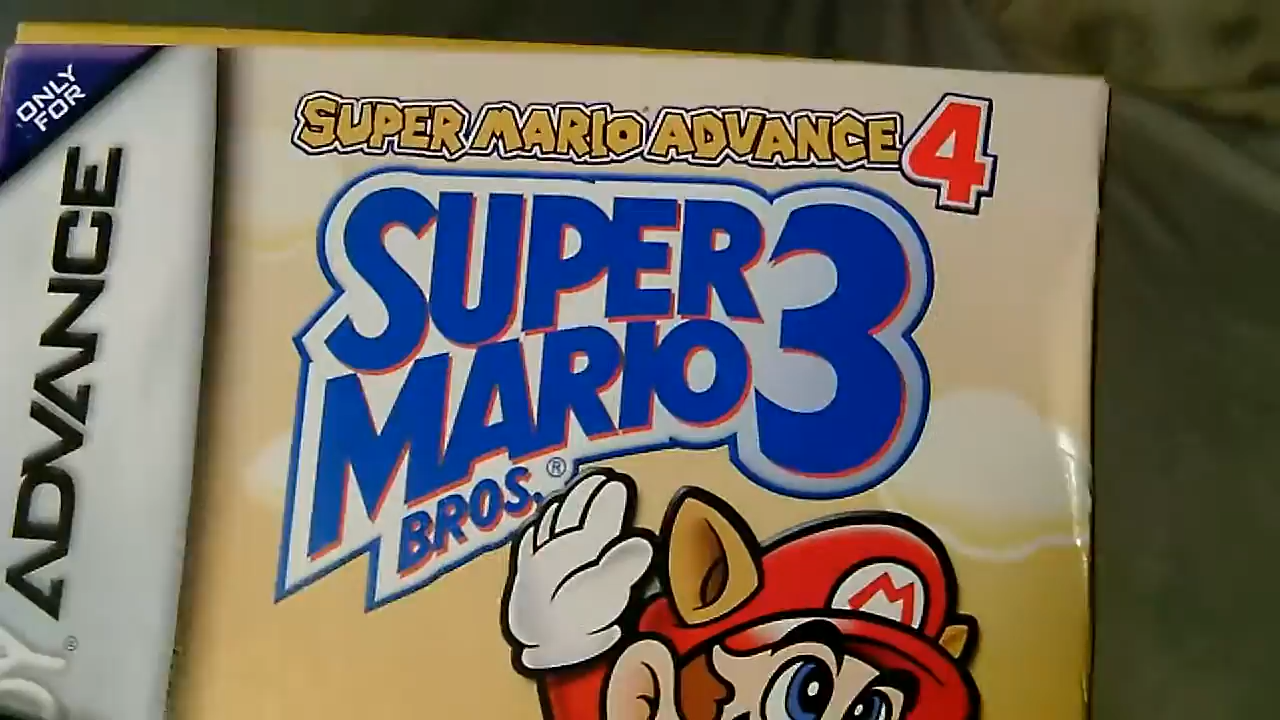 ONLY
FOR
ADVANCE
®
SUPER MARIO ADVANCE 4
SUPER
MARIO 3
BROS.®
M